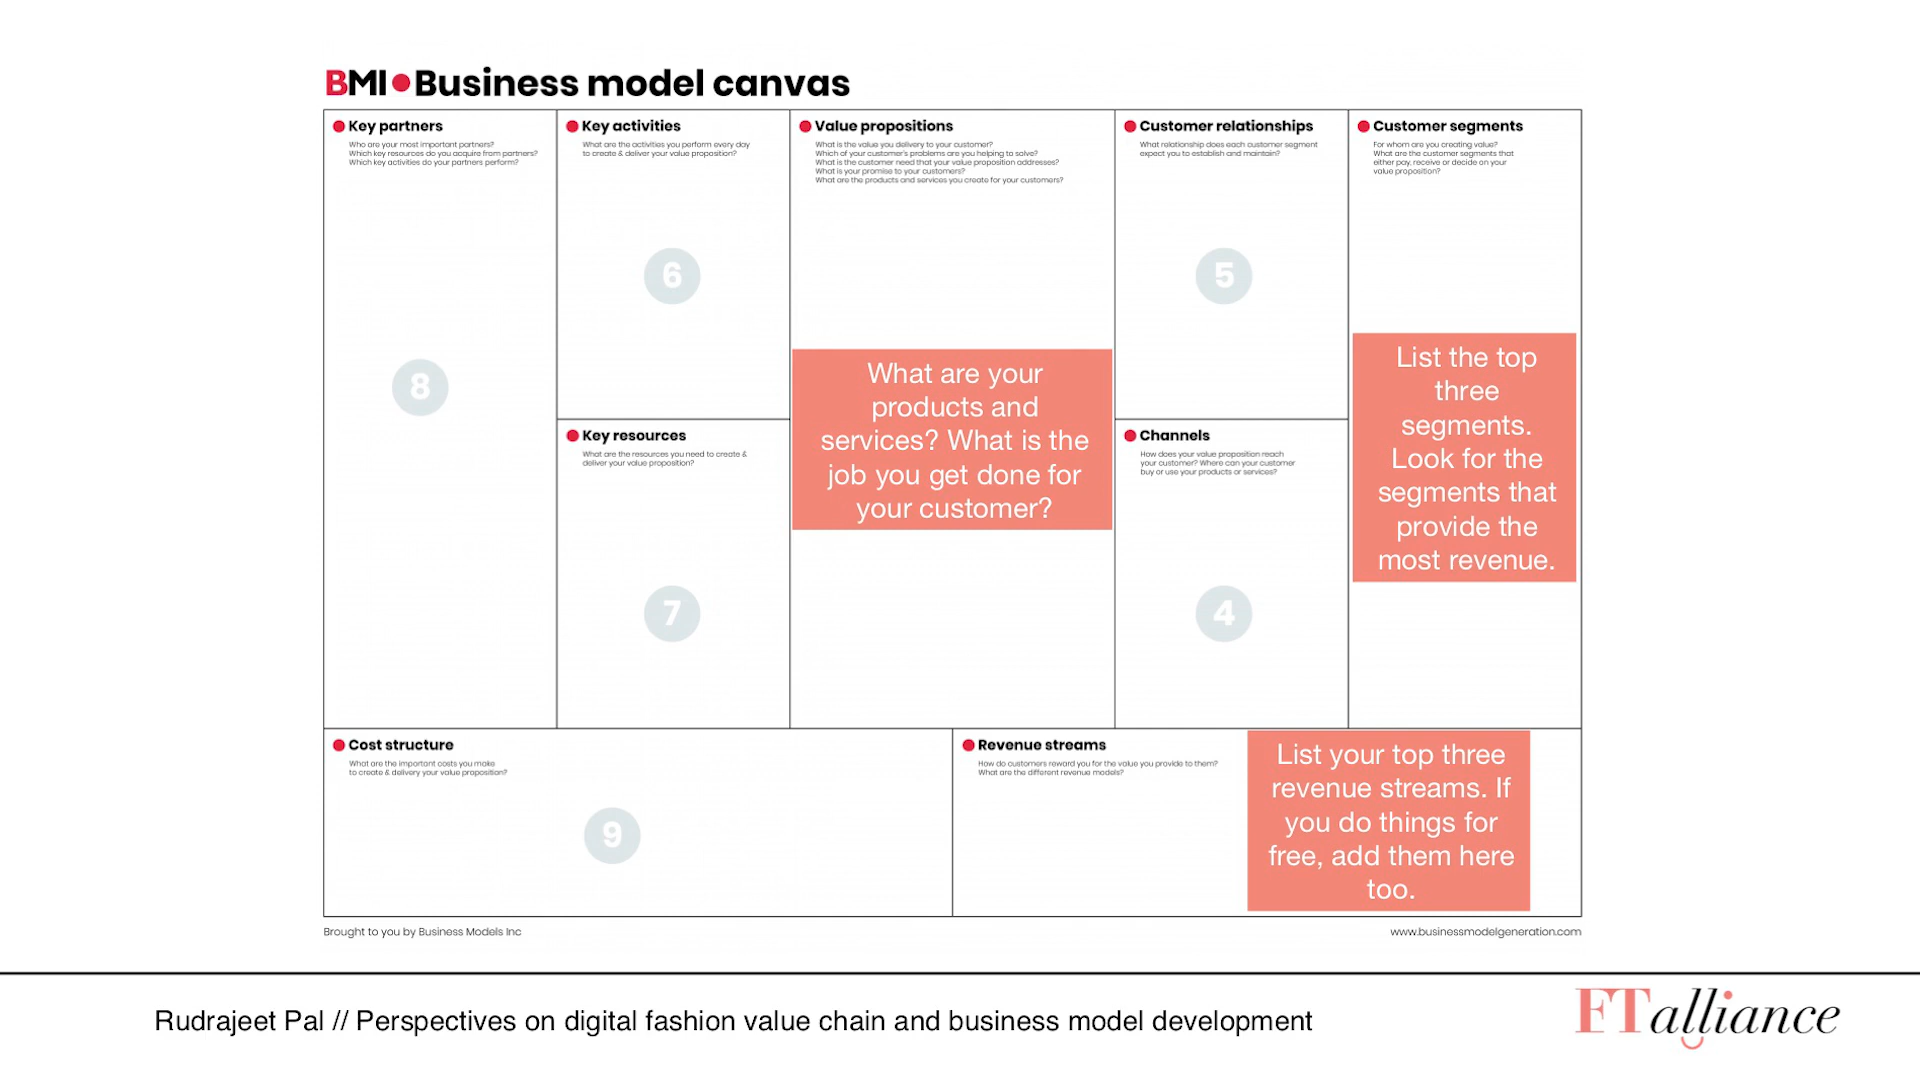 BMI Business model canvas
Key partners
Who are your most important partners?
Which key resources do you acquire from partners?
Which key activities do your partners perform?
8
Key activities
What are the activities you perform every day
to create & deliver your value proposition?
6
Key resources
What are the resources you need to create &
deliver your value proposition?
7
Value propositions
What is the value you delivery to your customer?
Which of your customer's problems are you helping to solve?
What is the customer need that your value proposition addresses?
What is your promise to your customers?
What are the products and services you create for your customers?
What are your
products and
services? What is the
job you get done for
your customer?
Customer relationships
What relationship does each customer segment
expect you to establish and maintain?
5
Channels
How does your value proposition reach
your customer? Where can your customer
buy or use your products or services?
4
Customer segments
For whom are you creating value?
What are the customer segments that
either pay, receive or decide on your
value proposition?
List the top
three
segments.
Look for the
segments that
provide the
most revenue.
Cost structure
What are the important costs you make
to create & delivery your value proposition?
9
Revenue streams
How do customers reward you for the value you provide to them?
What are the different revenue models?
List your top three
revenue streams. If
you do things for
free, add them here
too.
Brought to you by Business Models Inc
www.businessmodelgeneration.com
Rudrajeet Pal // Perspectives on digital fashion value chain and business model development
FTalliance